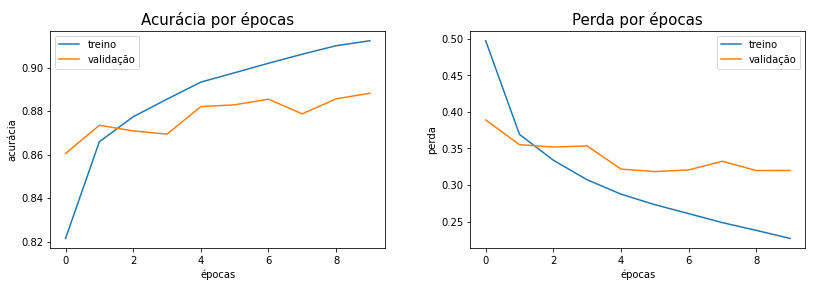 Acurácia por épocas
treino
validação
0.90
0.88
0.86
0.84
0.82
acurácia
0 2 4 6 8
épocas
Perda por épocas
treino
validação
0.50
0.45
0.40
0.35
0.30
0.25
perda
0 2 4 6 8
épocas